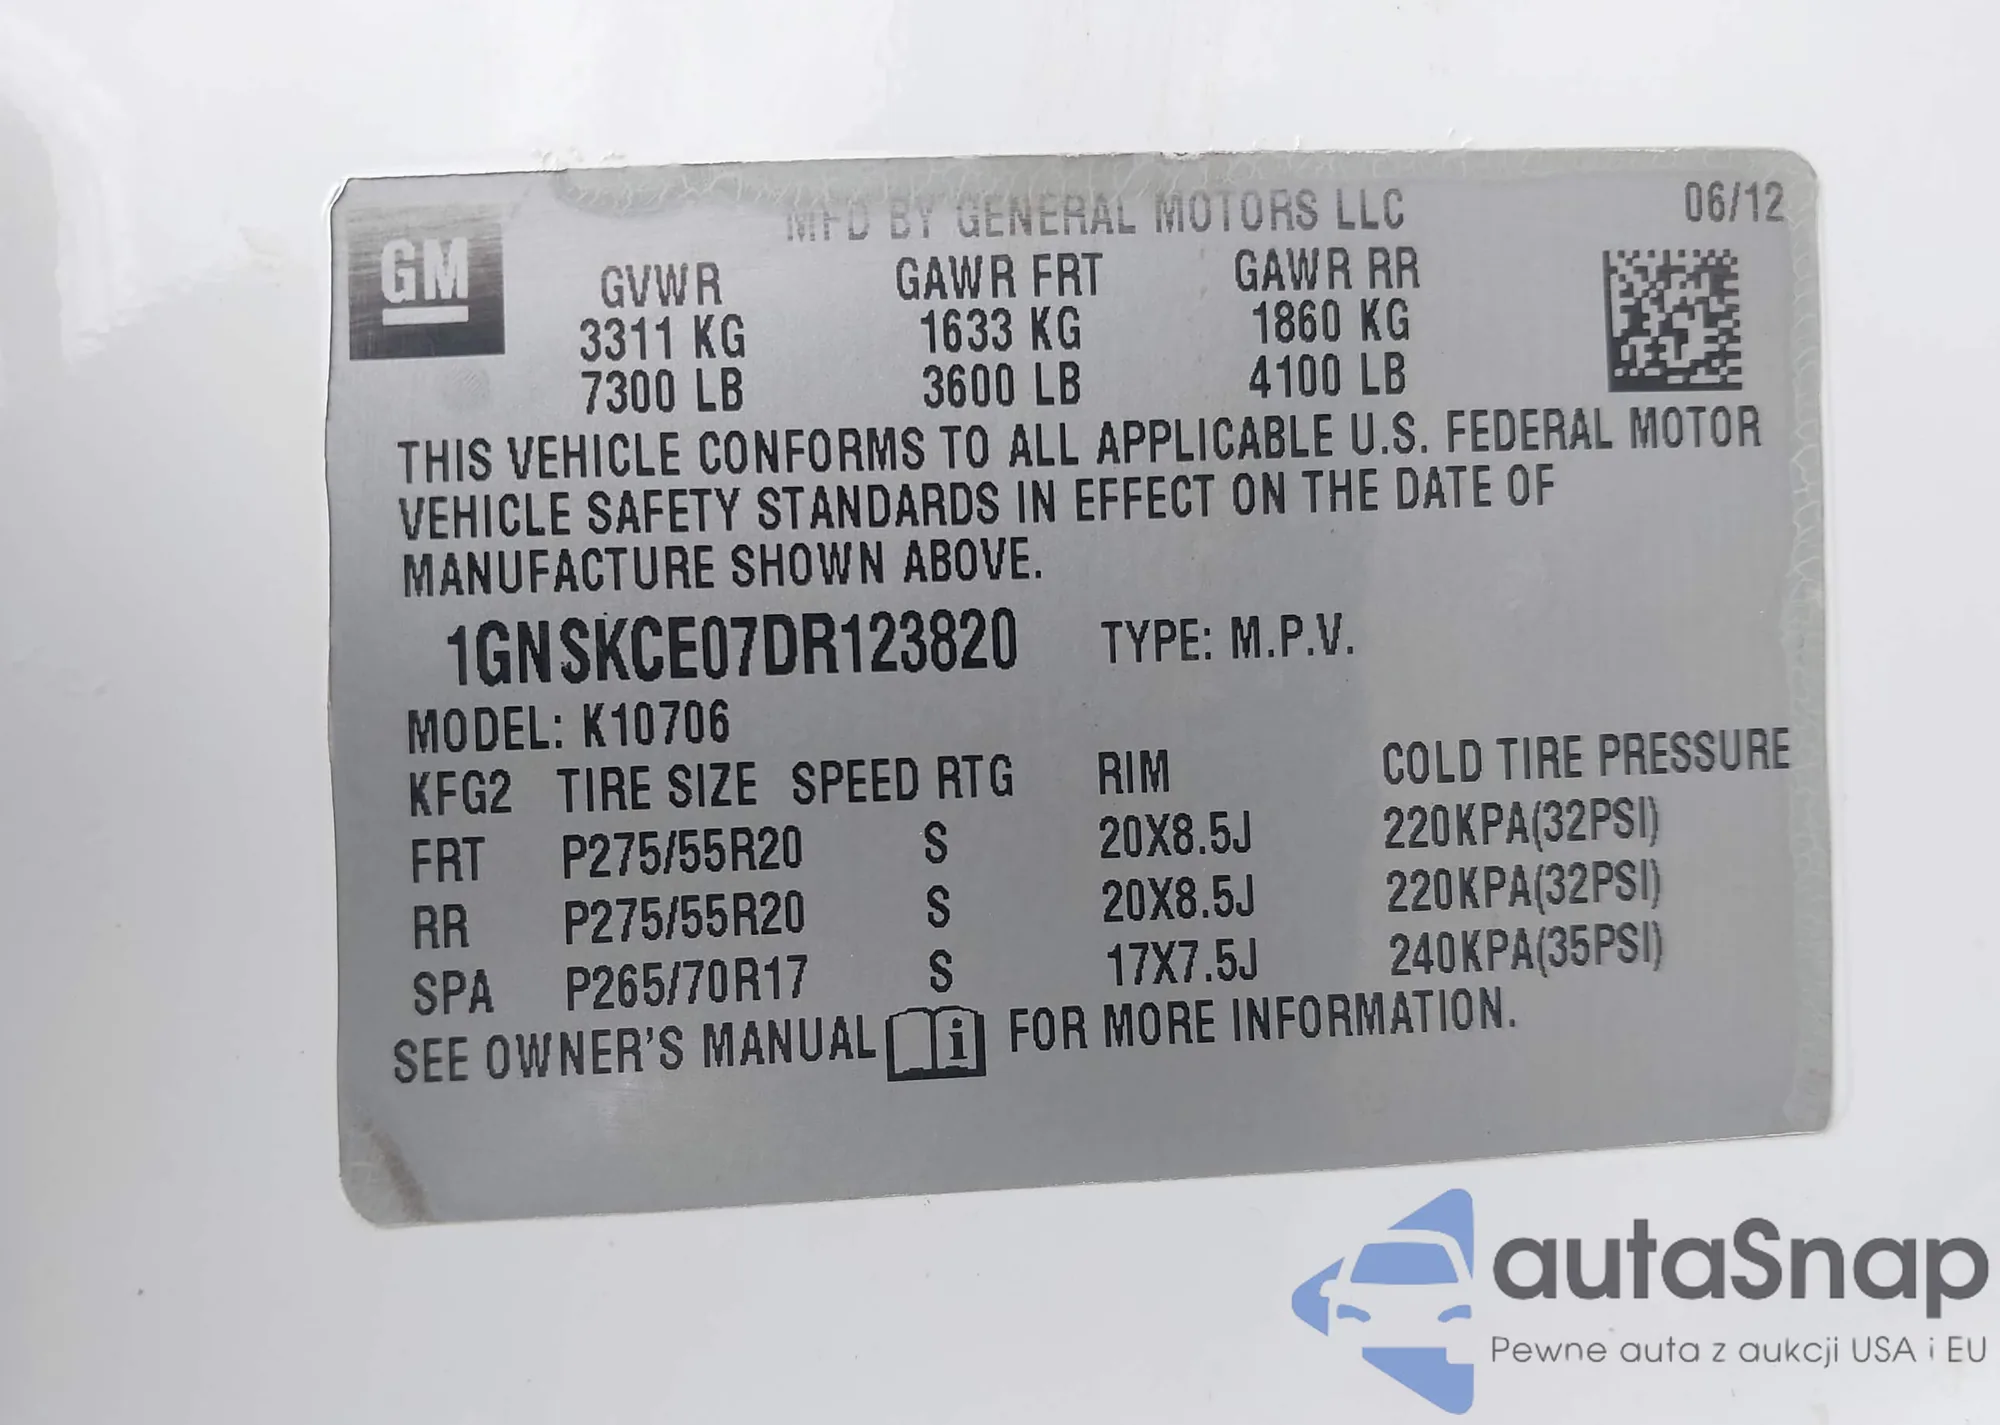 MFD BY GENERAL MOTORS LLC 06/12
GM
GVWR GAWR FRT GAWR RR
3311 KG 1633 KG 1860 KG
7300 LB 3600 LB 4100 LB
THIS VEHICLE CONFORMS TO ALL APPLICABLE U.S. FEDERAL MOTOR
VEHICLE SAFETY STANDARDS IN EFFECT ON THE DATE OF
MANUFACTURE SHOWN ABOVE.
1GNSKCE07DR123820 TYPE: M.P.V.
MODEL: K10706
KFG2 TIRE SIZE SPEED RTG RIM COLD TIRE PRESSURE
FRT P275/55R20 S 20X8.5J 220KPA(32PSI)
RR P275/55R20 S 20X8.5J 220KPA(32PSI)
SPA P265/70R17 S 17X7.5J 240KPA(35PSI)
SEE OWNER'S MANUAL i FOR MORE INFORMATION.
autaSnap
Pewne auta z aukcji USA i EU